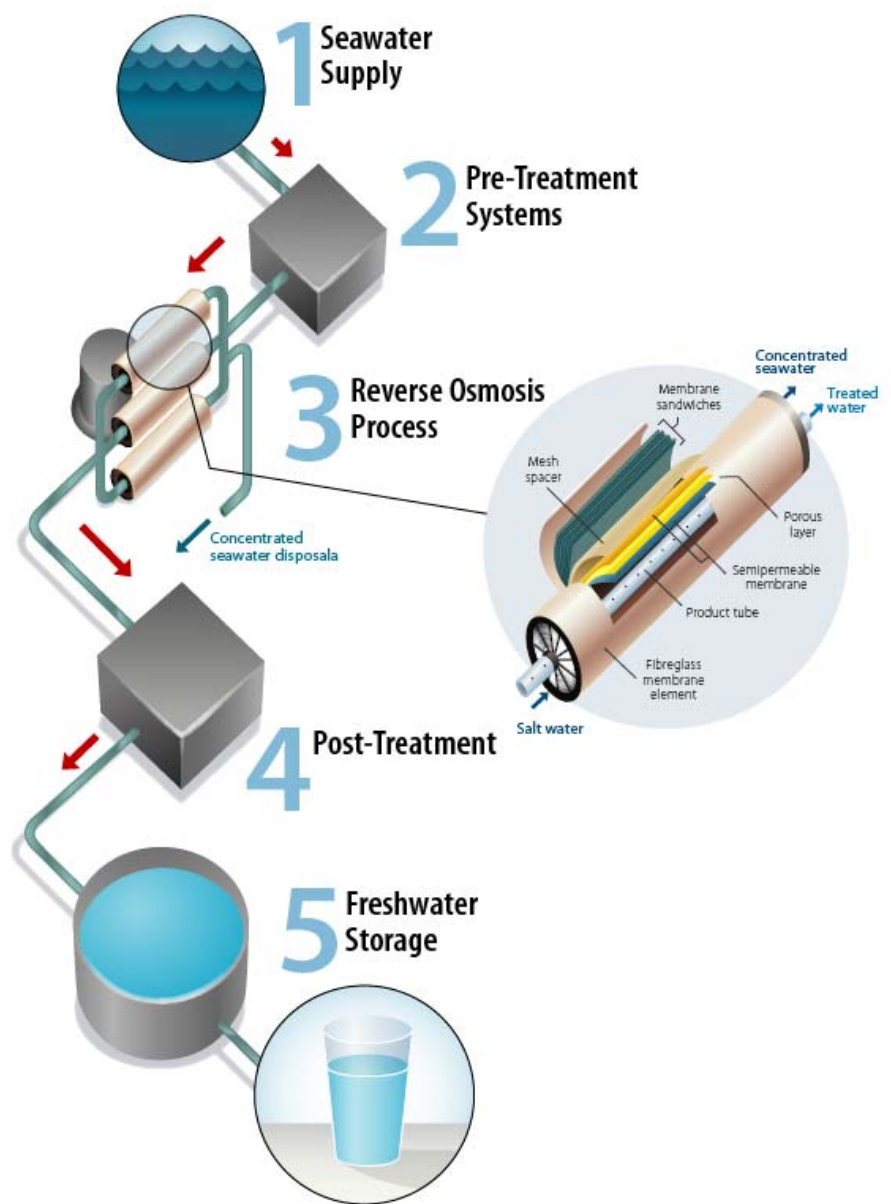 1 Seawater
Supply
2 Pre-Treatment
Systems
3 Reverse Osmosis
Process
Concentrated
seawater disposala
Concentrated
seawater
Treated
water
Membrane
sandwiches
Mesh
spacer
Porous
layer
Semipermeable
membrane
Product tube
Fibreglass
membrane
element
Salt water
4 Post-Treatment
5 Freshwater
Storage